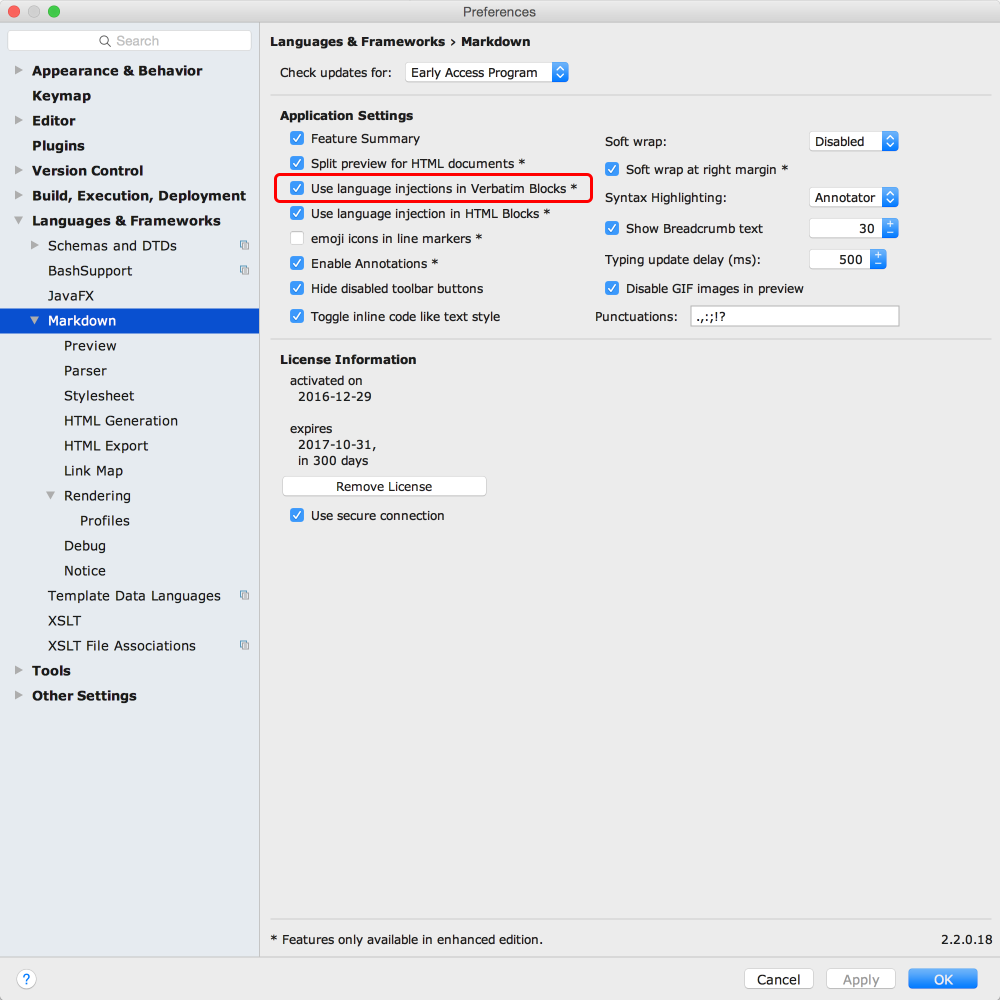 Preferences
Search
Appearance & Behavior
Keymap
Editor
Plugins
Version Control
Build, Execution, Deployment
Languages & Frameworks
Schemas and DTDs
BashSupport
JavaFX
Markdown
Preview
Parser
Stylesheet
HTML Generation
HTML Export
Link Map
Rendering
Profiles
Debug
Notice
Template Data Languages
XSLT
XSLT File Associations
Tools
Other Settings
Languages & Frameworks › Markdown
Check updates for: Early Access Program
Application Settings
Feature Summary
Split preview for HTML documents *
Use language injections in Verbatim Blocks *
Use language injection in HTML Blocks *
emoji icons in line markers *
Enable Annotations *
Hide disabled toolbar buttons
Toggle inline code like text style
Soft wrap: Disabled
Soft wrap at right margin *
Syntax Highlighting: Annotator
Show Breadcrumb text 30 + −
Typing update delay (ms): 500 + −
Disable GIF images in preview
Punctuations: .,:;!?
License Information
activated on
2016-12-29
expires
2017-10-31,
in 300 days
Remove License
Use secure connection
* Features only available in enhanced edition. 2.2.0.18
? Cancel Apply OK